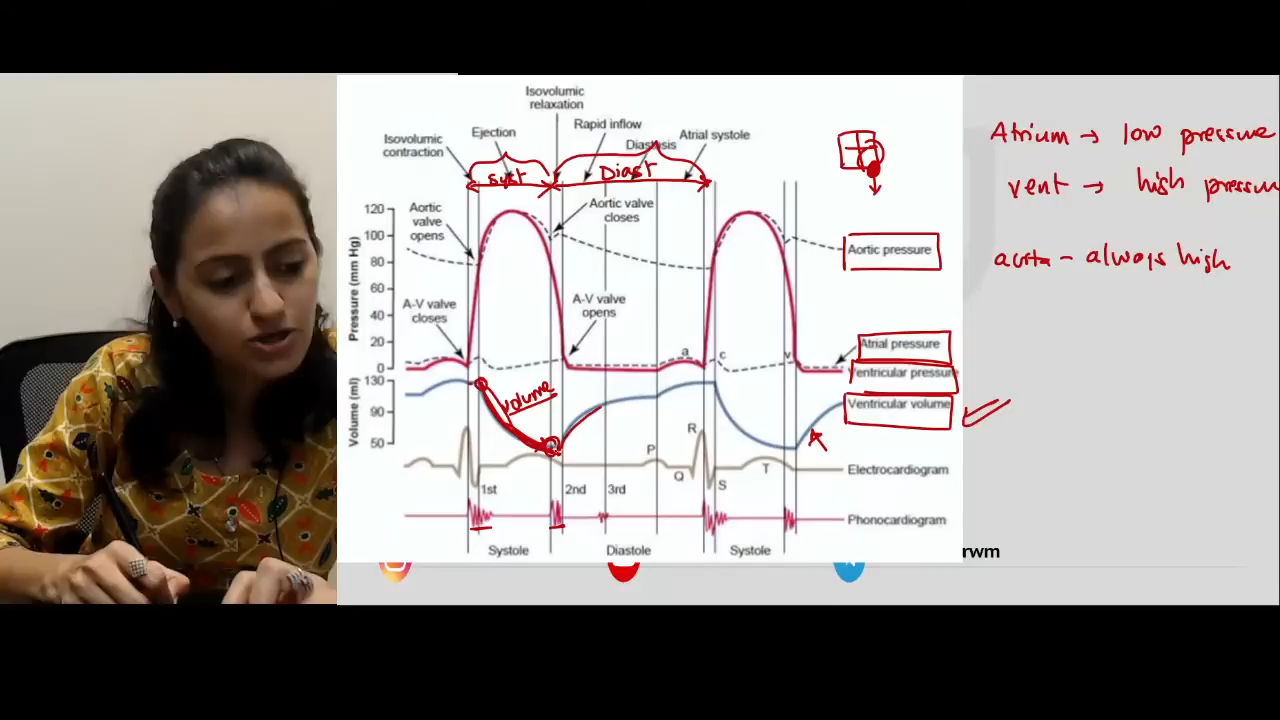 Isovolumic
relaxation
Ejection
Rapid inflow
Isovolumic
contraction
Atrial systole
Diastasis
syst
Diast
Atrium → low pressure
vent → high pressur
aorta - always high
Aortic
valve
opens
Aortic valve
closes
Aortic pressure
A-V valve
closes
A-V valve
opens
Atrial pressure
Ventricular pressure
Ventricular volume
Electrocardiogram
Phonocardiogram
Pressure (mm Hg)
120
100
80
60
40
20
0
Volume (ml)
130
90
50
volume
a
c
v
R
P
Q
S
T
1st
2nd
3rd
Systole
Diastole
Systole
rwm